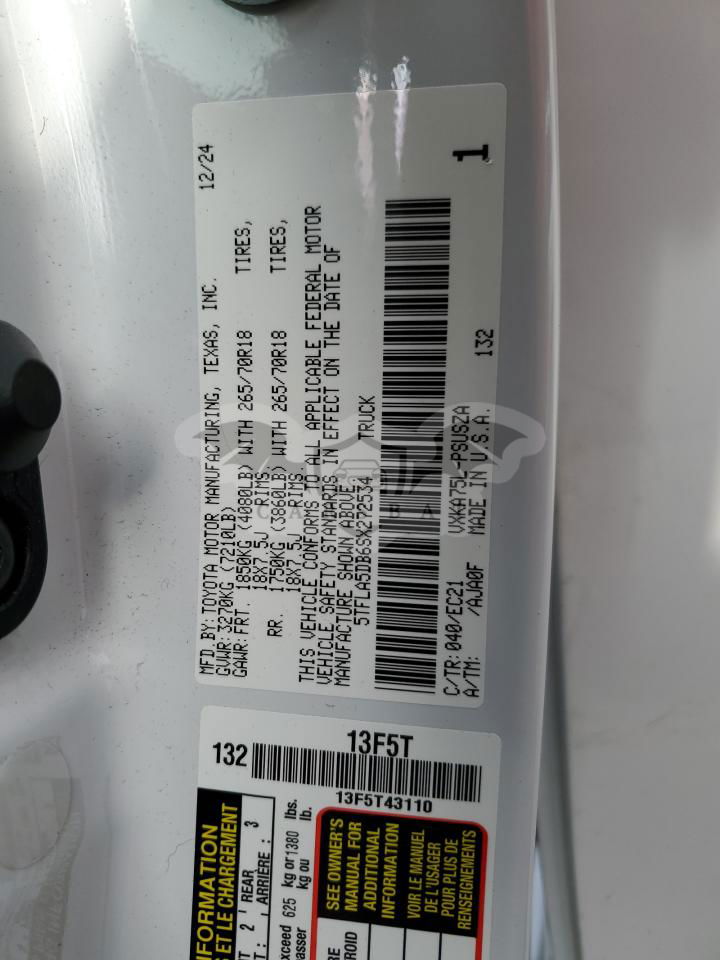 MFD.BY:TOYOTA MOTOR MANUFACTURING, TEXAS, INC. 12/24
GVWR:3270KG (7210LB)
GAWR:FRT. 1850KG (4080LB) WITH 265/70R18 TIRES,
18X7.5J RIMS
RR. 1750KG (3860LB) WITH 265/70R18 TIRES,
18X7.5J RIMS
THIS VEHICLE CONFORMS TO ALL APPLICABLE FEDERAL MOTOR
VEHICLE SAFETY STANDARDS IN EFFECT ON THE DATE OF
MANUFACTURE SHOWN ABOVE.
5TFLA5DB6SX272534 TRUCK
C/TR:040/EC21 VXKA75L-PSUSZA 132 1
A/TM: /AJA0F MADE IN U.S.A.
132 13F5T
13F5T43110
INFORMATION
ET LE CHARGEMENT
2 REAR
ARRIÈRE : 3
exceed 625 kg or 1380 lbs.
kg ou lb.
SEE OWNER'S
MANUAL FOR
ADDITIONAL
INFORMATION
VOIR LE MANUEL
DE L'USAGER
POUR PLUS DE
RENSEIGNEMENTS